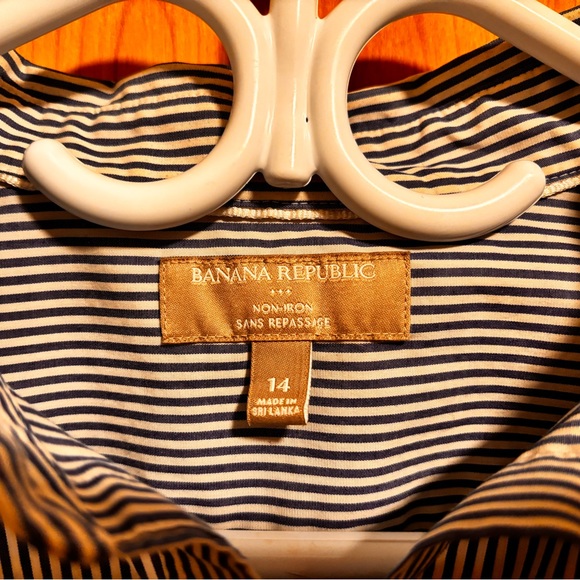 BANANA REPUBLIC
NON-IRON
SANS REPASSAGE
14
MADE IN
SRI LANKA